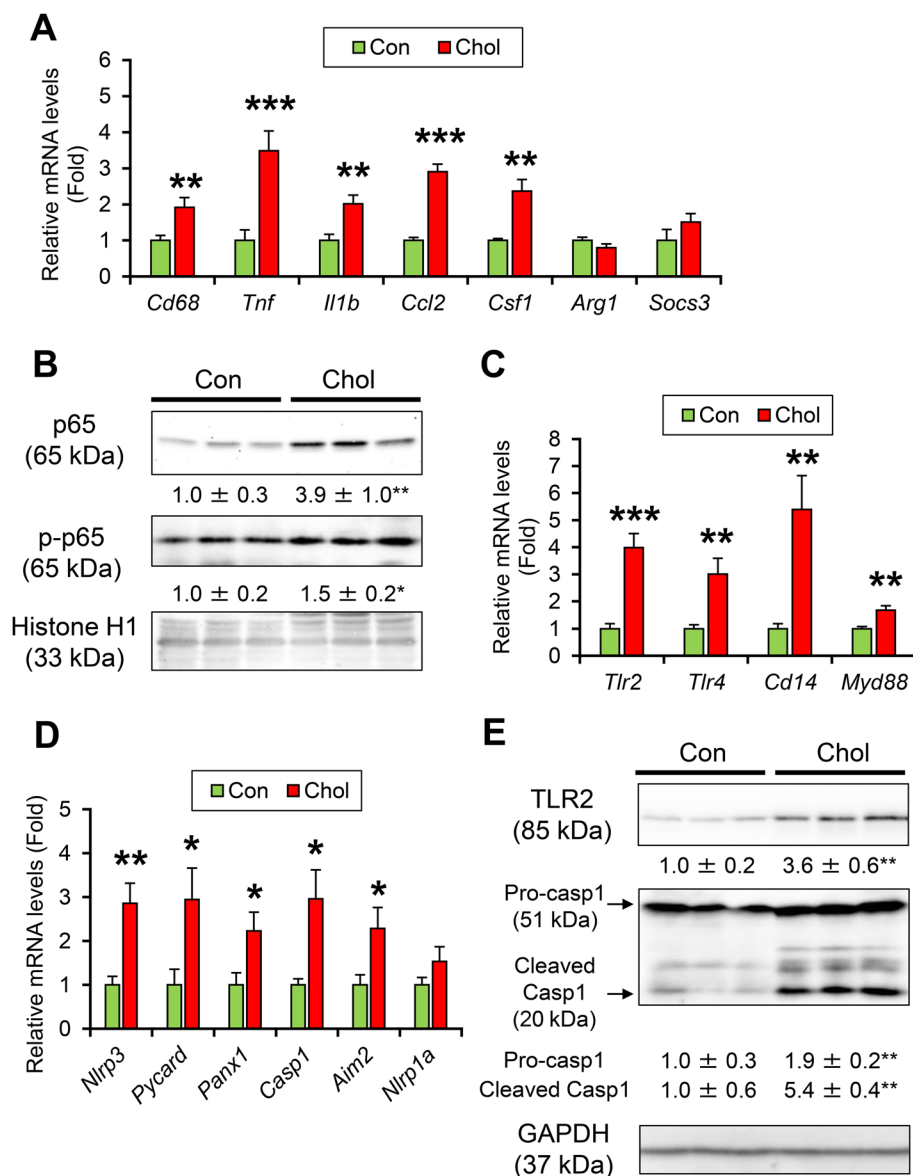 A
Con Chol
Relative mRNA levels
(Fold)
6
5
4
3
2
1
0
** *** ** *** **
Cd68 Tnf Il1b Ccl2 Csf1 Arg1 Socs3
B
Con Chol
p65
(65 kDa)
1.0 ± 0.3 3.9 ± 1.0**
p-p65
(65 kDa)
1.0 ± 0.2 1.5 ± 0.2*
Histone H1
(33 kDa)
C
Con Chol
Relative mRNA levels
(Fold)
8
7
6
5
4
3
2
1
0
*** ** ** **
Tlr2 Tlr4 Cd14 Myd88
D
Con Chol
Relative mRNA levels (Fold)
5
4
3
2
1
0
** * * * *
Nlrp3 Pycard Panx1 Casp1 Aim2 Nlrp1a
E
Con Chol
TLR2
(85 kDa)
1.0 ± 0.2 3.6 ± 0.6**
Pro-casp1
(51 kDa)
Cleaved
Casp1
(20 kDa)
Pro-casp1 1.0 ± 0.3 1.9 ± 0.2**
Cleaved Casp1 1.0 ± 0.6 5.4 ± 0.4**
GAPDH
(37 kDa)